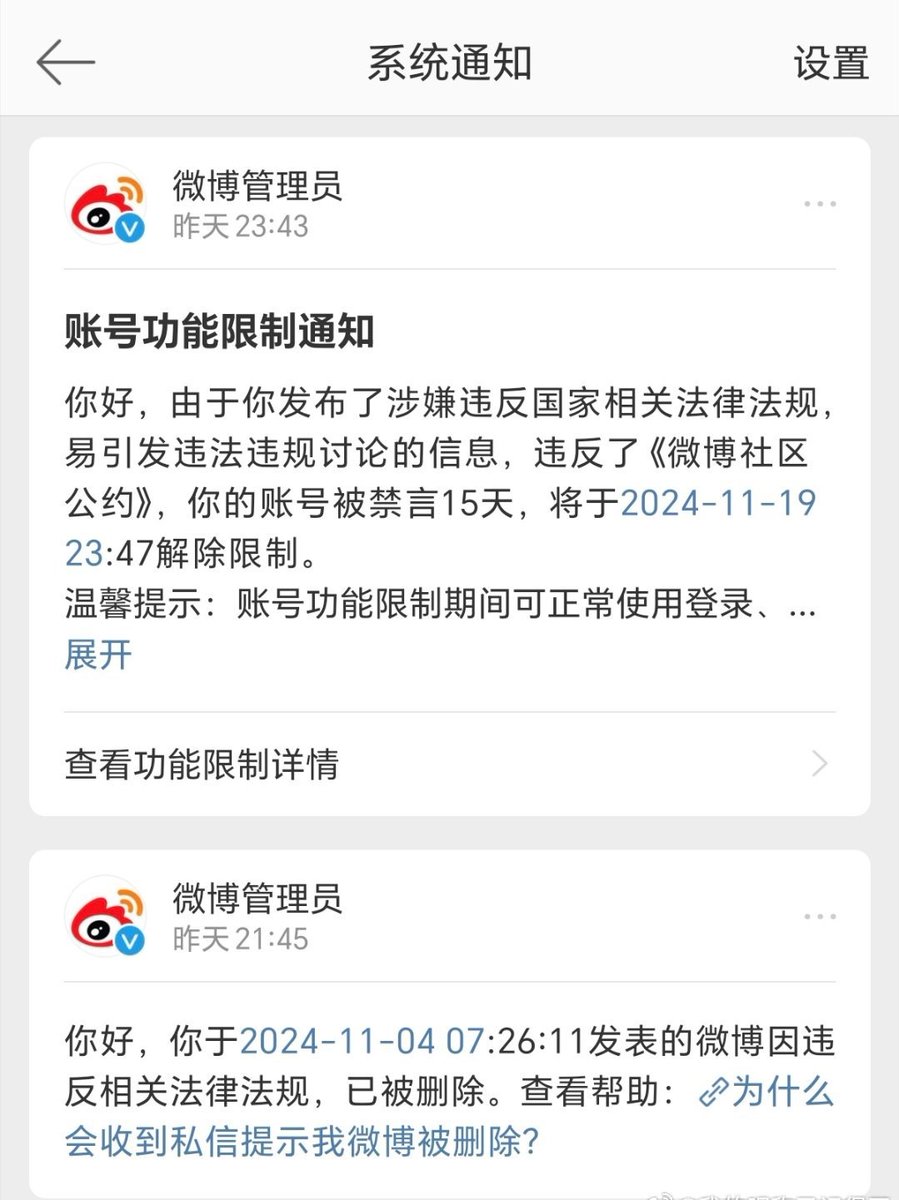 系统通知
设置
微博管理员
昨天 23:43
账号功能限制通知
你好，由于你发布了涉嫌违反国家相关法律法规，
易引发违法违规讨论的信息，违反了《微博社区
公约》，你的账号被禁言15天，将于2024-11-19
23:47解除限制。
温馨提示：账号功能限制期间可正常使用登录、...
展开
查看功能限制详情
微博管理员
昨天 21:45
你好，你于2024-11-04 07:26:11发表的微博因违
反相关法律法规，已被删除。查看帮助：为什么
会收到私信提示我微博被删除？